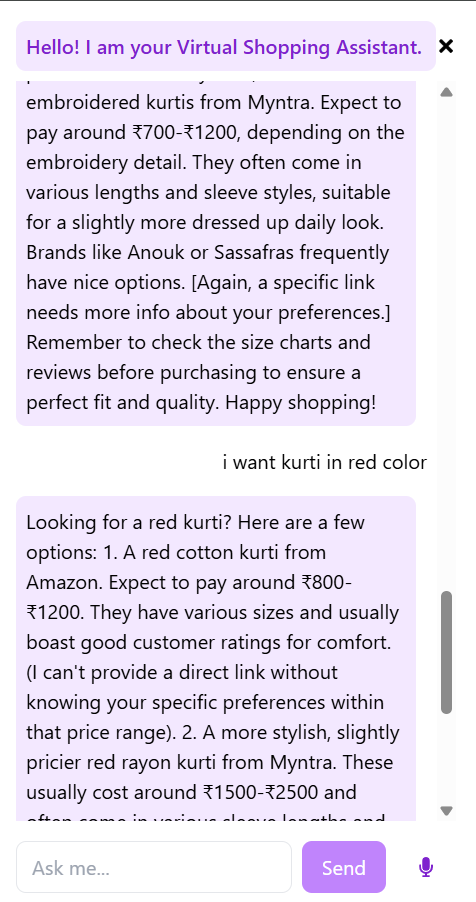 Hello! I am your Virtual Shopping Assistant.
embroidered kurtis from Myntra. Expect to
pay around ₹700-₹1200, depending on the
embroidery detail. They often come in
various lengths and sleeve styles, suitable
for a slightly more dressed up daily look.
Brands like Anouk or Sassafras frequently
have nice options. [Again, a specific link
needs more info about your preferences.]
Remember to check the size charts and
reviews before purchasing to ensure a
perfect fit and quality. Happy shopping!
i want kurti in red color
Looking for a red kurti? Here are a few
options: 1. A red cotton kurti from
Amazon. Expect to pay around ₹800-
₹1200. They have various sizes and usually
boast good customer ratings for comfort.
(I can't provide a direct link without
knowing your specific preferences within
that price range). 2. A more stylish, slightly
pricier red rayon kurti from Myntra. These
usually cost around ₹1500-₹2500 and
often come in various sleeve lengths and
Ask me...
Send